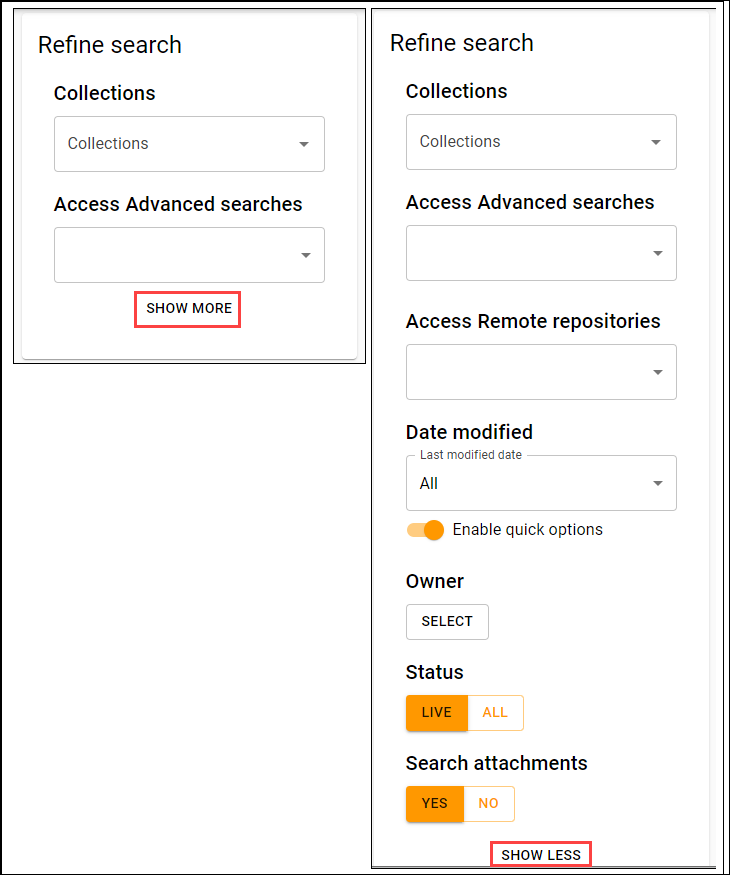 Refine search
Collections
Collections
Access Advanced searches
SHOW MORE
Refine search
Collections
Collections
Access Advanced searches
Access Remote repositories
Date modified
Last modified date
All
Enable quick options
Owner
SELECT
Status
LIVE ALL
Search attachments
YES NO
SHOW LESS